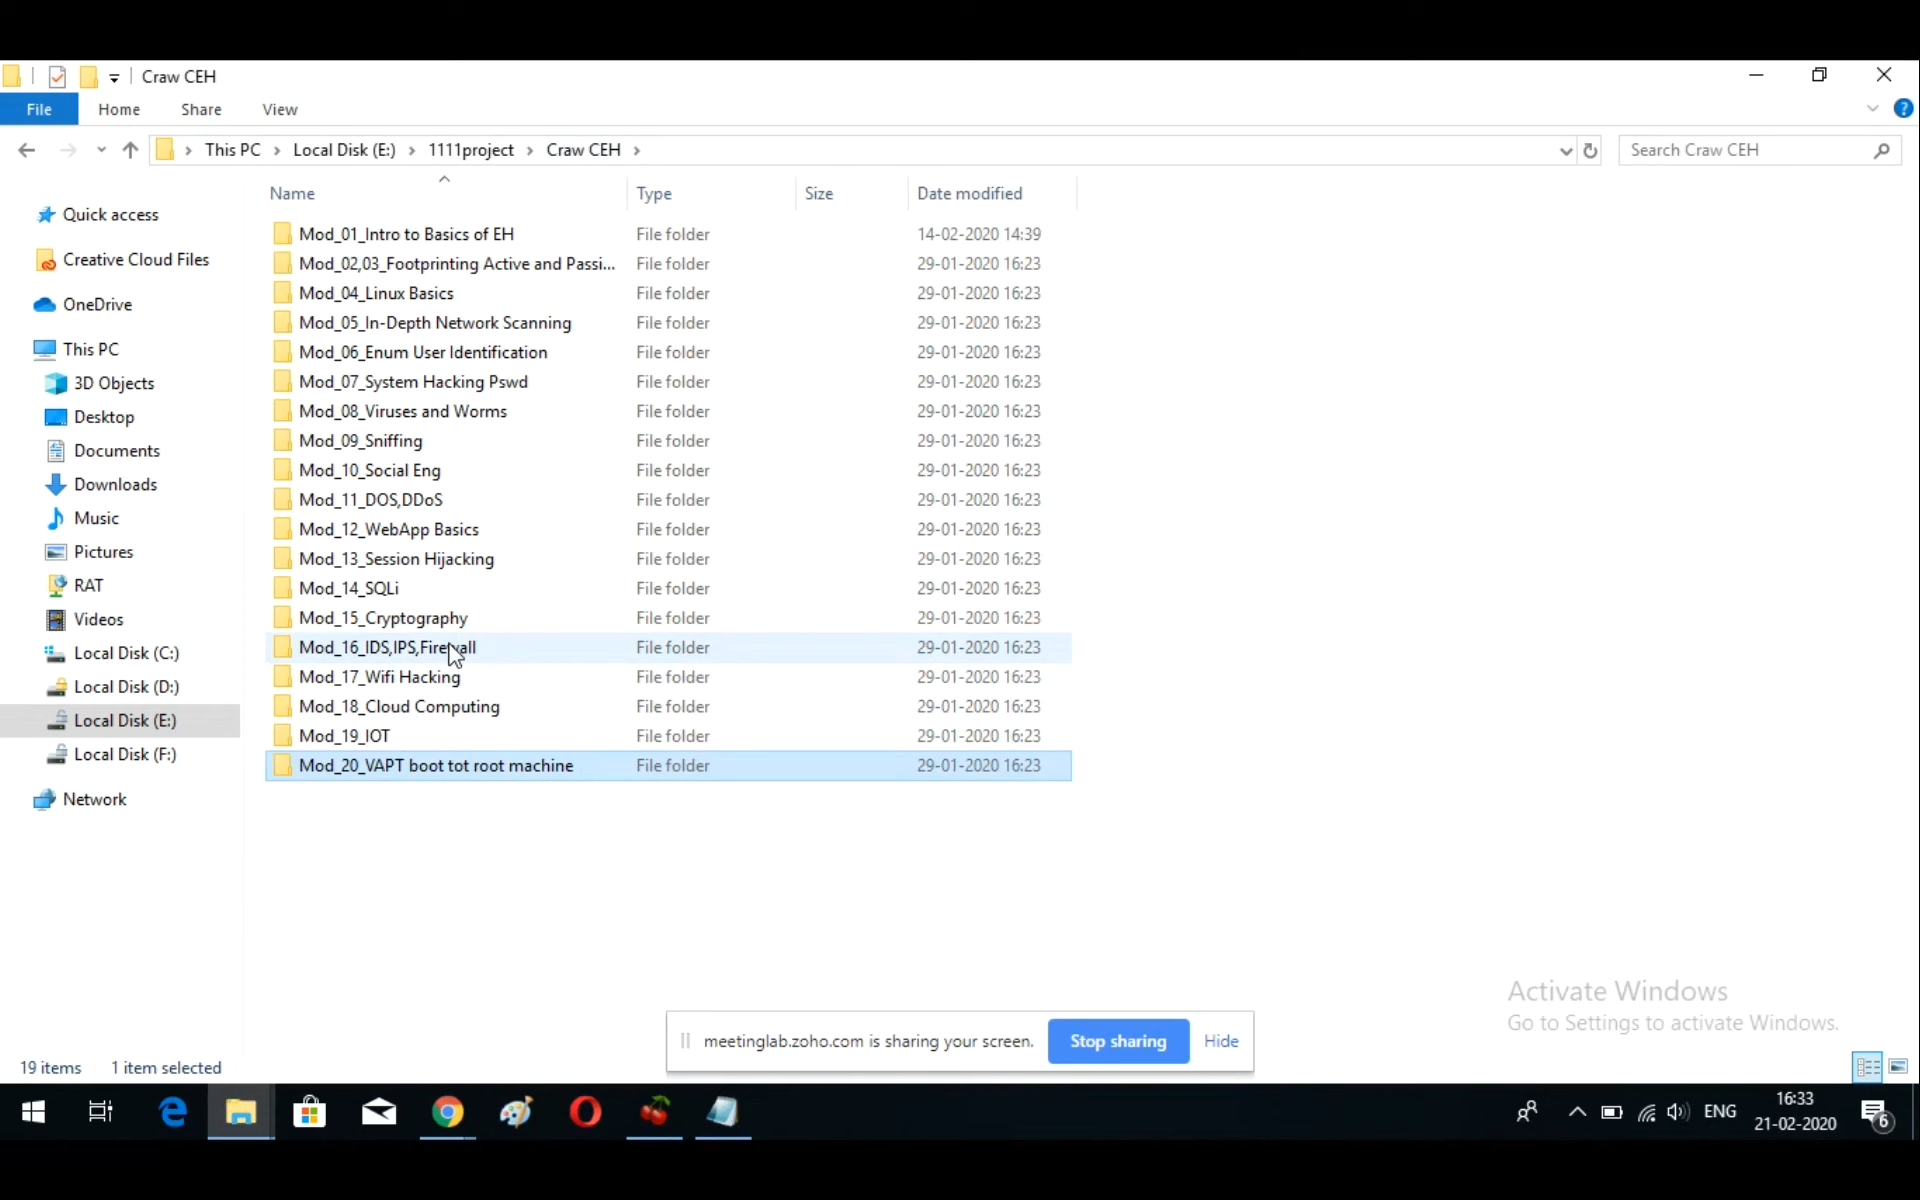 Craw CEH
File Home Share View
This PC Local Disk (E:) 1111project Craw CEH
Search Craw CEH
Name Type Size Date modified
Quick access
Creative Cloud Files
OneDrive
This PC
3D Objects
Desktop
Documents
Downloads
Music
Pictures
RAT
Videos
Local Disk (C:)
Local Disk (D:)
Local Disk (E:)
Local Disk (F:)
Network
Mod_01_Intro to Basics of EH File folder 14-02-2020 14:39
Mod_02,03_Footprinting Active and Passi... File folder 29-01-2020 16:23
Mod_04_Linux Basics File folder 29-01-2020 16:23
Mod_05_In-Depth Network Scanning File folder 29-01-2020 16:23
Mod_06_Enum User Identification File folder 29-01-2020 16:23
Mod_07_System Hacking Pswd File folder 29-01-2020 16:23
Mod_08_Viruses and Worms File folder 29-01-2020 16:23
Mod_09_Sniffing File folder 29-01-2020 16:23
Mod_10_Social Eng File folder 29-01-2020 16:23
Mod_11_DOS,DDoS File folder 29-01-2020 16:23
Mod_12_WebApp Basics File folder 29-01-2020 16:23
Mod_13_Session Hijacking File folder 29-01-2020 16:23
Mod_14_SQLi File folder 29-01-2020 16:23
Mod_15_Cryptography File folder 29-01-2020 16:23
Mod_16_IDS,IPS,Firewall File folder 29-01-2020 16:23
Mod_17_Wifi Hacking File folder 29-01-2020 16:23
Mod_18_Cloud Computing File folder 29-01-2020 16:23
Mod_19_IOT File folder 29-01-2020 16:23
Mod_20_VAPT boot tot root machine File folder 29-01-2020 16:23
Activate Windows
Go to Settings to activate Windows.
meetinglab.zoho.com is sharing your screen. Stop sharing Hide
19 items 1 item selected
ENG
16:33
21-02-2020
6